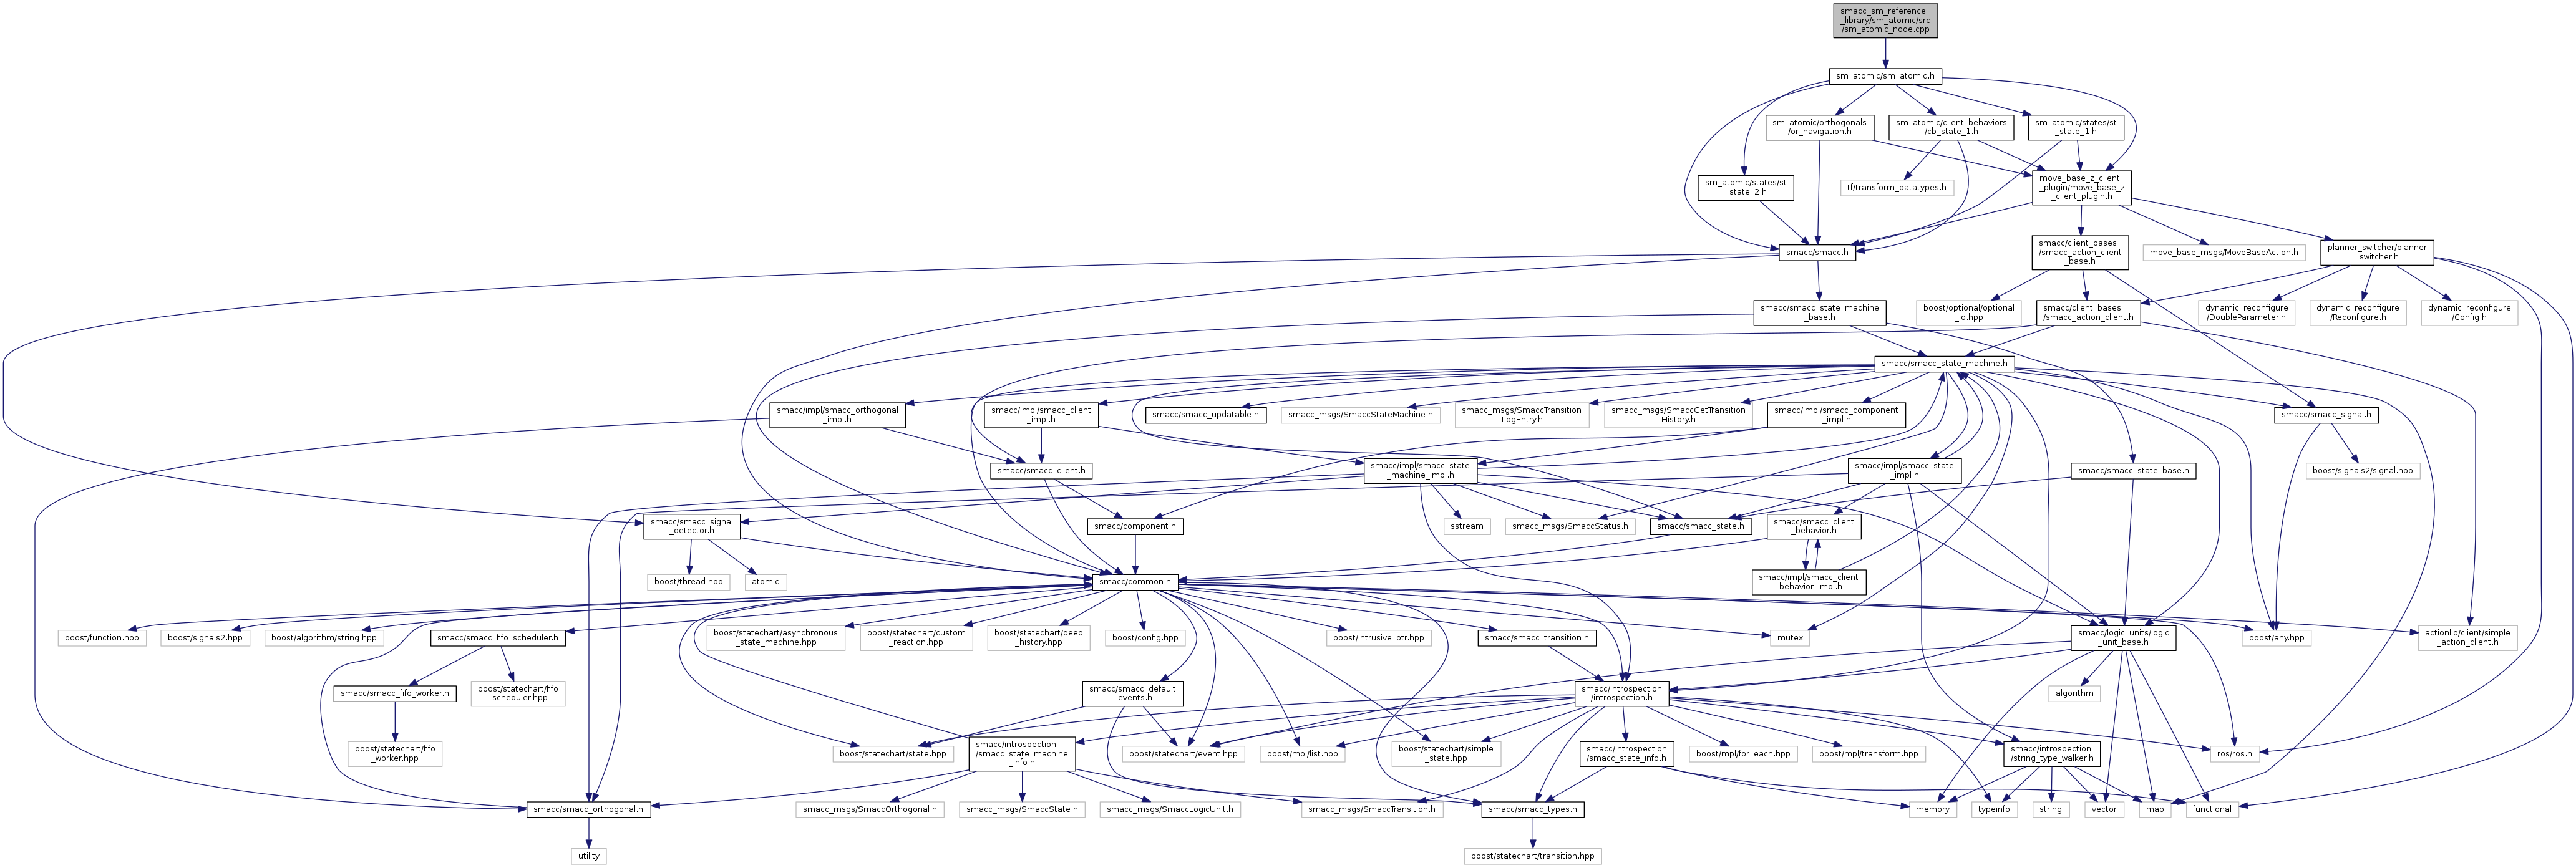 smacc_sm_reference
_library/sm_atomic/src
/sm_atomic_node.cpp
sm_atomic/sm_atomic.h
sm_atomic/orthogonals
/or_navigation.h
sm_atomic/client_behaviors
/cb_state_1.h
sm_atomic/states/st
_state_1.h
sm_atomic/states/st
_state_2.h
tf/transform_datatypes.h
move_base_z_client
_plugin/move_base_z
_client_plugin.h
smacc/smacc.h
smacc/client_bases
/smacc_action_client
_base.h
move_base_msgs/MoveBaseAction.h
planner_switcher/planner
_switcher.h
smacc/smacc_state_machine
_base.h
boost/optional/optional
_io.hpp
smacc/client_bases
/smacc_action_client.h
dynamic_reconfigure
/DoubleParameter.h
dynamic_reconfigure
/Reconfigure.h
dynamic_reconfigure
/Config.h
smacc/smacc_state_machine.h
smacc/impl/smacc_orthogonal
_impl.h
smacc/impl/smacc_client
_impl.h
smacc/smacc_updatable.h
smacc_msgs/SmaccStateMachine.h
smacc_msgs/SmaccTransition
LogEntry.h
smacc_msgs/SmaccGetTransition
History.h
smacc/impl/smacc_component
_impl.h
smacc/smacc_signal.h
smacc/smacc_client.h
smacc/impl/smacc_state
_machine_impl.h
smacc/impl/smacc_state
_impl.h
smacc/smacc_state_base.h
boost/signals2/signal.hpp
smacc/smacc_signal
_detector.h
smacc/component.h
sstream
smacc_msgs/SmaccStatus.h
smacc/smacc_state.h
smacc/smacc_client
_behavior.h
boost/thread.hpp
atomic
smacc/common.h
smacc/impl/smacc_client
_behavior_impl.h
boost/function.hpp
boost/signals2.hpp
boost/algorithm/string.hpp
smacc/smacc_fifo_scheduler.h
boost/statechart/asynchronous
_state_machine.hpp
boost/statechart/custom
_reaction.hpp
boost/statechart/deep
_history.hpp
boost/config.hpp
boost/intrusive_ptr.hpp
smacc/smacc_transition.h
mutex
smacc/logic_units/logic
_unit_base.h
boost/any.hpp
actionlib/client/simple
_action_client.h
smacc/smacc_fifo_worker.h
boost/statechart/fifo
_scheduler.hpp
smacc/smacc_default
_events.h
smacc/introspection
/introspection.h
algorithm
boost/statechart/fifo
_worker.hpp
boost/statechart/state.hpp
smacc/introspection
/smacc_state_machine
_info.h
boost/statechart/event.hpp
boost/mpl/list.hpp
boost/statechart/simple
_state.hpp
smacc/introspection
/smacc_state_info.h
boost/mpl/for_each.hpp
boost/mpl/transform.hpp
smacc/introspection
/string_type_walker.h
ros/ros.h
smacc/smacc_orthogonal.h
smacc_msgs/SmaccOrthogonal.h
smacc_msgs/SmaccState.h
smacc_msgs/SmaccLogicUnit.h
smacc_msgs/SmaccTransition.h
smacc/smacc_types.h
memory
typeinfo
string
vector
map
functional
utility
boost/statechart/transition.hpp